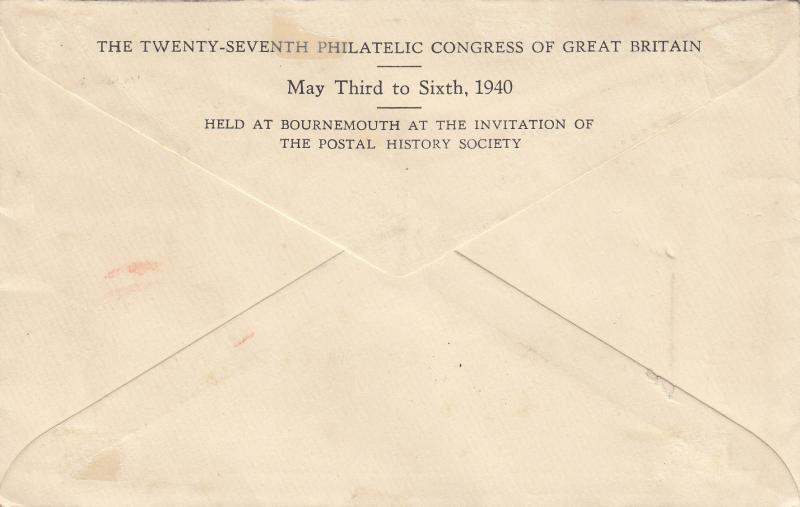 THE TWENTY-SEVENTH PHILATELIC CONGRESS OF GREAT BRITAIN
May Third to Sixth, 1940
HELD AT BOURNEMOUTH AT THE INVITATION OF
THE POSTAL HISTORY SOCIETY